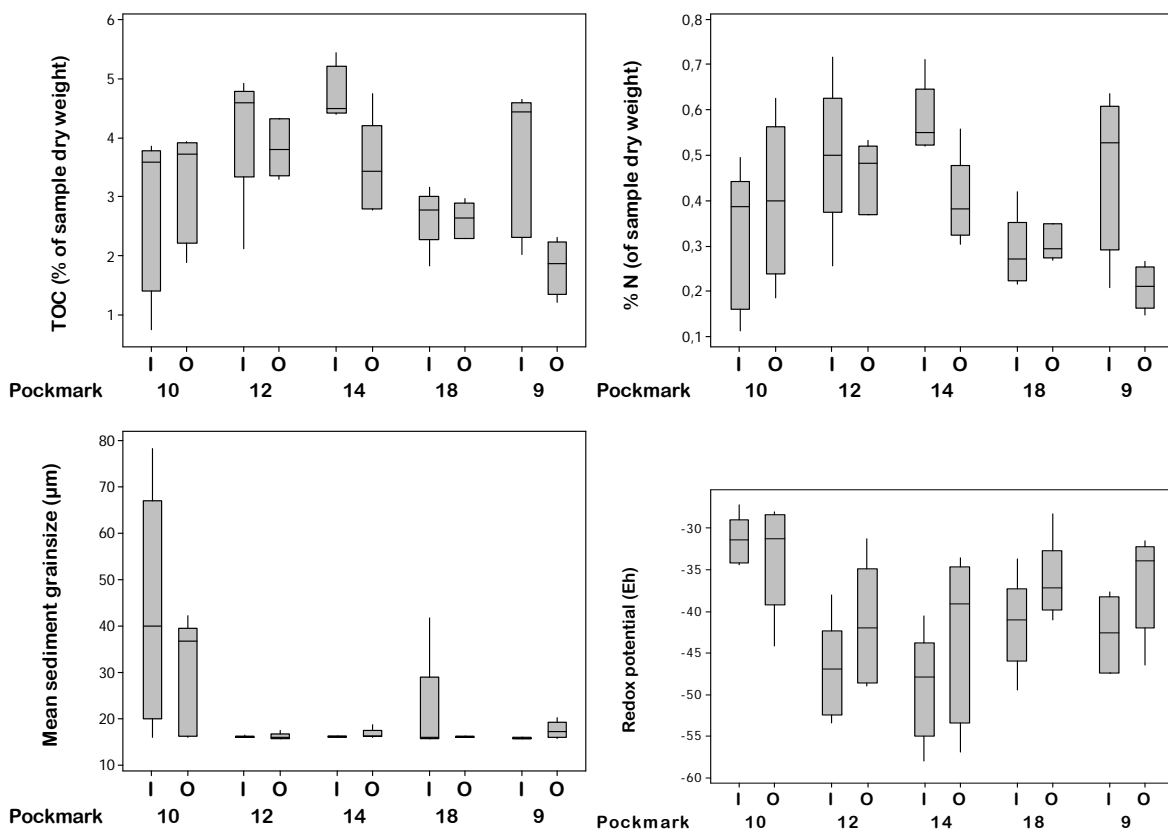 TOC (% of sample dry weight)
6
5
4
3
2
1
I O I O I O I O I O
Pockmark 10 12 14 18 9
% N (of sample dry weight)
0,8
0,7
0,6
0,5
0,4
0,3
0,2
0,1
I O I O I O I O I O
Pockmark 10 12 14 18 9
Mean sediment grainsize (µm)
80
70
60
50
40
30
20
10
I O I O I O I O I O
Pockmark 10 12 14 18 9
Redox potential (Eh)
-30
-35
-40
-45
-50
-55
-60
I O I O I O I O I O
Pockmark 10 12 14 18 9